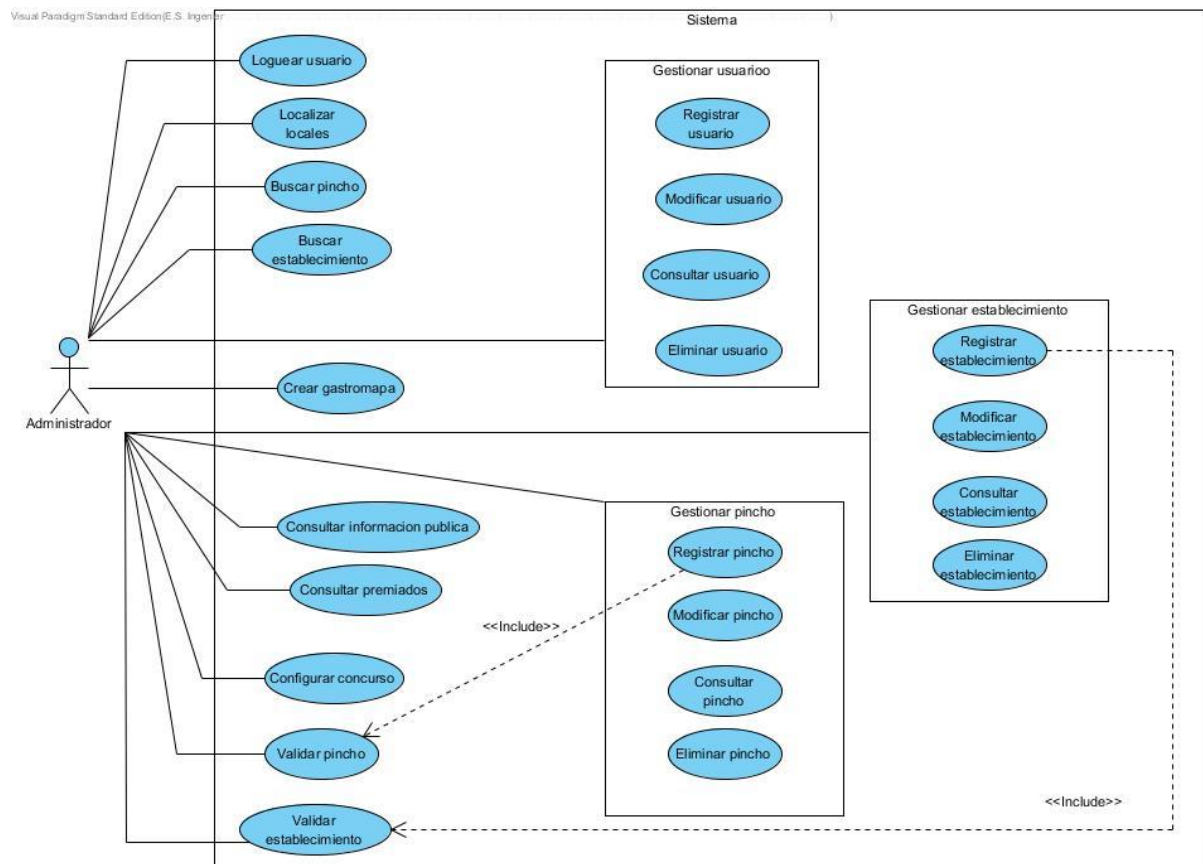 Visual Paradigm Standard Edition(E.S. Ingenier
)
Sistema
Loguear usuario
Localizar
locales
Buscar pincho
Buscar
establecimiento
Gestionar usuarioo
Registrar
usuario
Modificar usuario
Consultar usuario
Eliminar usuario
Administrador
Crear gastromapa
Gestionar establecimiento
Registrar
establecimiento
Modificar
establecimiento
Consultar
establecimiento
Eliminar
establecimiento
Consultar informacion publica
Consultar premiados
Configurar concurso
Validar pincho
Validar
establecimiento
Gestionar pincho
Registrar pincho
Modificar pincho
Consultar
pincho
Eliminar pincho
<<Include>>
<<Include>>